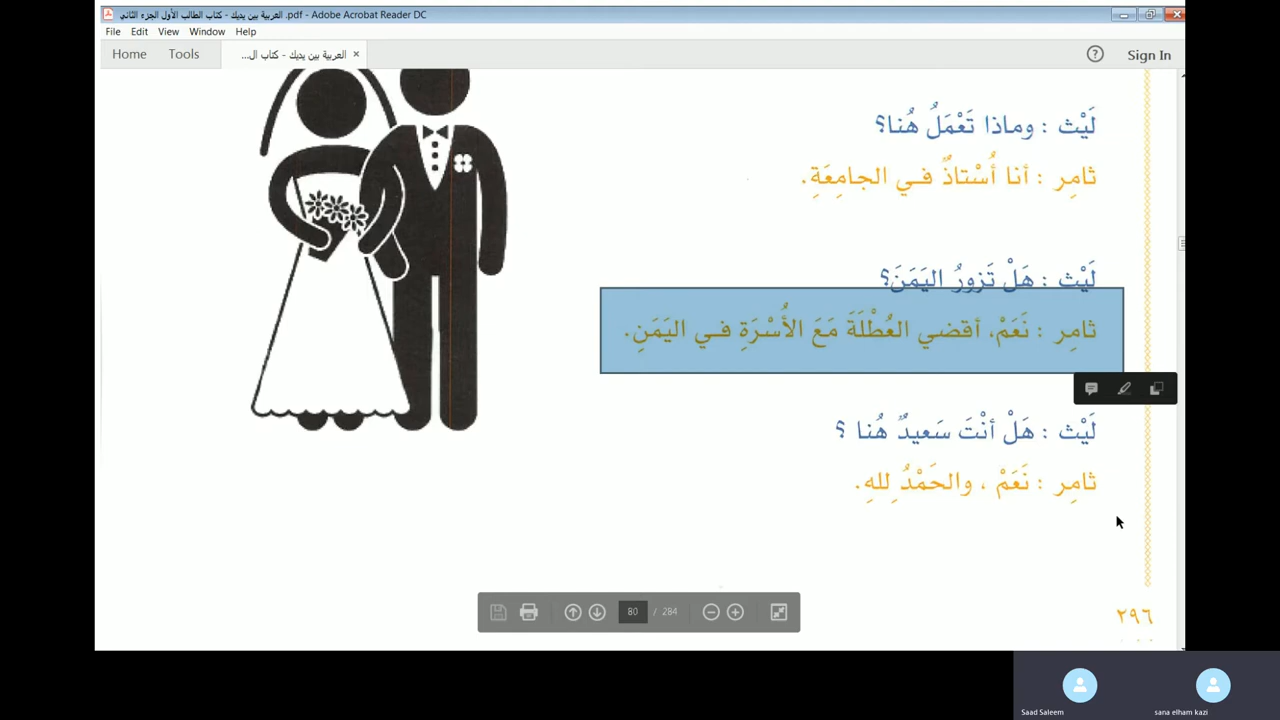 العربية بين يديك - كتاب الطالب الأول الجزء الثاني .pdf - Adobe Acrobat Reader DC
File Edit View Window Help
Home Tools العربية بين يديك - كتاب ال... × Sign In
لَيْث : وماذا تَعْمَلُ هُنا؟
ثامِر : أنا أُسْتاذٌ فـي الجامِعَةِ.
لَيْث : هَلْ تَزورُ اليَمَنَ؟
ثامِر : نَعَمْ، أقضي العُطْلَةَ مَعَ الأُسْرَةِ فـي اليَمَنِ.
لَيْث : هَلْ أنْتَ سَعيدٌ هُنا ؟
ثامِر : نَعَمْ ، والحَمْدُ لِلهِ.
80 / 284
٢٩٦
Saad Saleem
sana elham kazi